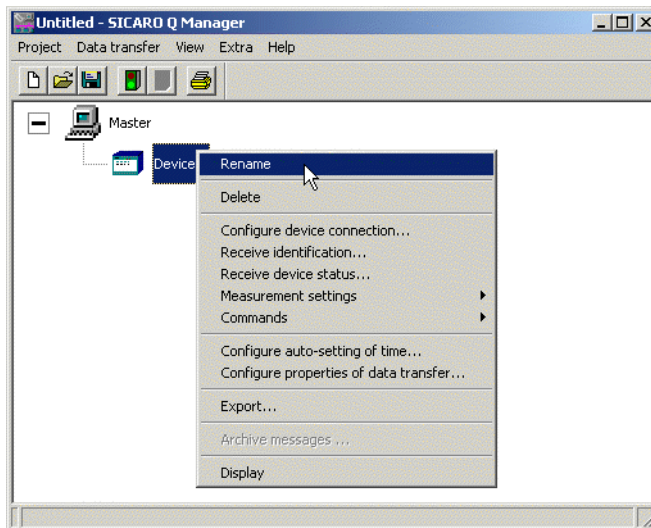 Untitled - SICARO Q Manager
Project Data transfer View Extra Help
Master
Device
Rename
Delete
Configure device connection...
Receive identification...
Receive device status...
Measurement settings
Commands
Configure auto-setting of time...
Configure properties of data transfer...
Export...
Archive messages ...
Display